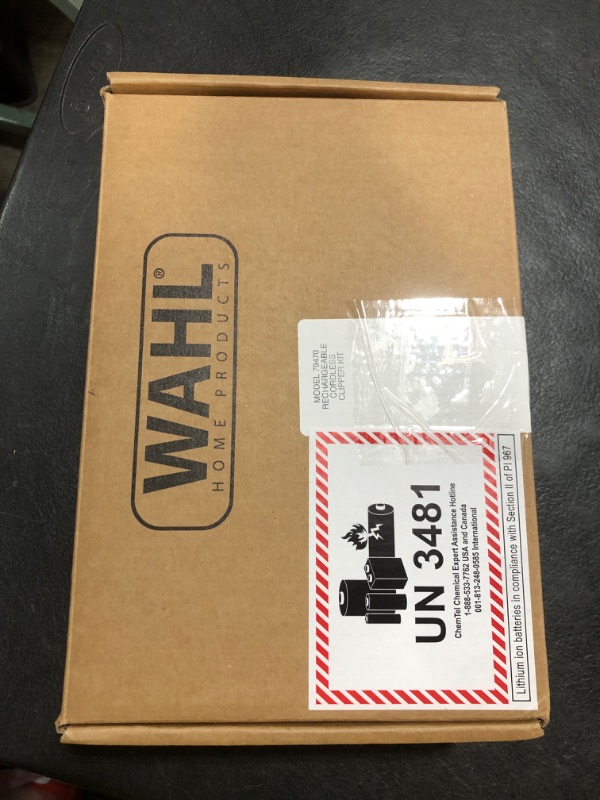 WAHL®
HOME PRODUCTS
MODEL 79470
RECHARGEABLE
CORDLESS
CLIPPER KIT
UN 3481
ChemTel Chemical Expert Assistance Hotline
1-888-533-7762 USA and Canada
001-813-248-0585 International
Lithium ion batteries in compliance with Section II of PI 967